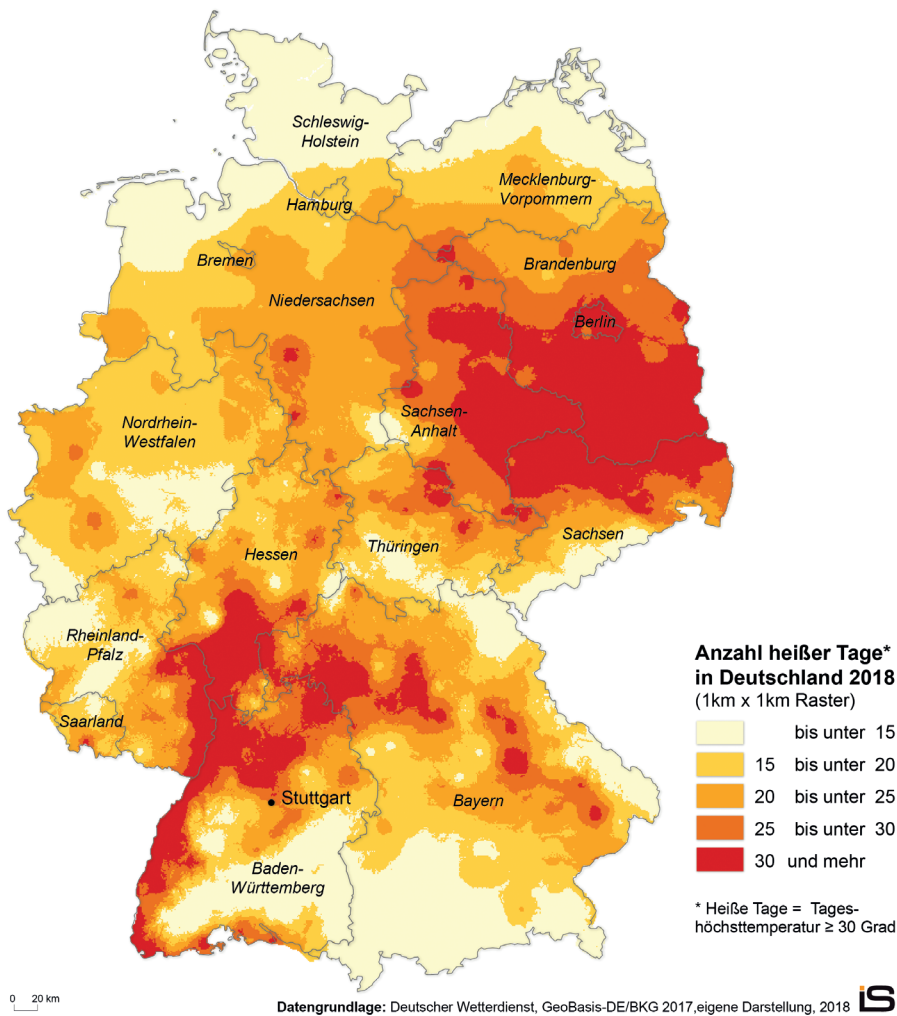 Schleswig-
Holstein
Mecklenburg-
Vorpommern
Hamburg
Bremen
Brandenburg
Niedersachsen
Berlin
Sachsen-
Anhalt
Nordrhein-
Westfalen
Sachsen
Thüringen
Hessen
Rheinland-
Pfalz
Saarland
Stuttgart
Bayern
Baden-
Württemberg
Anzahl heißer Tage*
in Deutschland 2018
(1km x 1km Raster)
bis unter 15
15 bis unter 20
20 bis unter 25
25 bis unter 30
30 und mehr
* Heiße Tage = Tages-
höchsttemperatur ≥ 30 Grad
0 20 km
Datengrundlage: Deutscher Wetterdienst, GeoBasis-DE/BKG 2017,eigene Darstellung, 2018
is